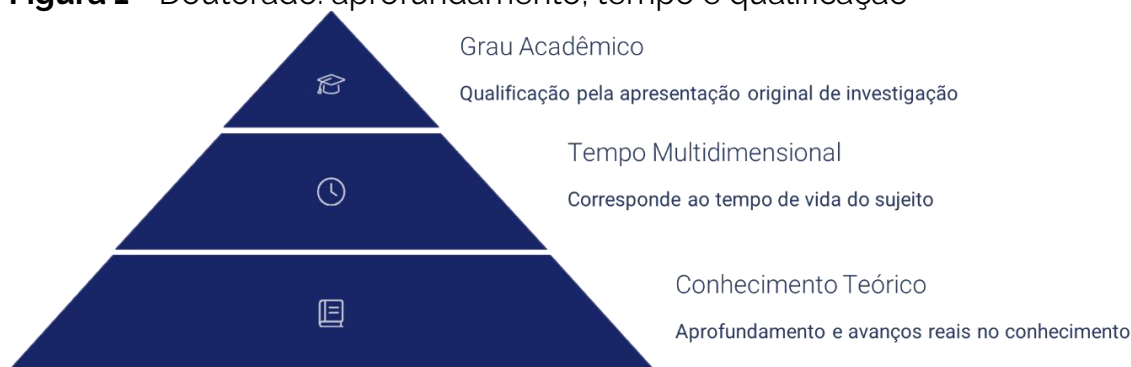 Figura 1 - Doutorado: aprofundamento, tempo e qualificação
Grau Acadêmico
Qualificação pela apresentação original de investigação
Tempo Multidimensional
Corresponde ao tempo de vida do sujeito
Conhecimento Teórico
Aprofundamento e avanços reais no conhecimento